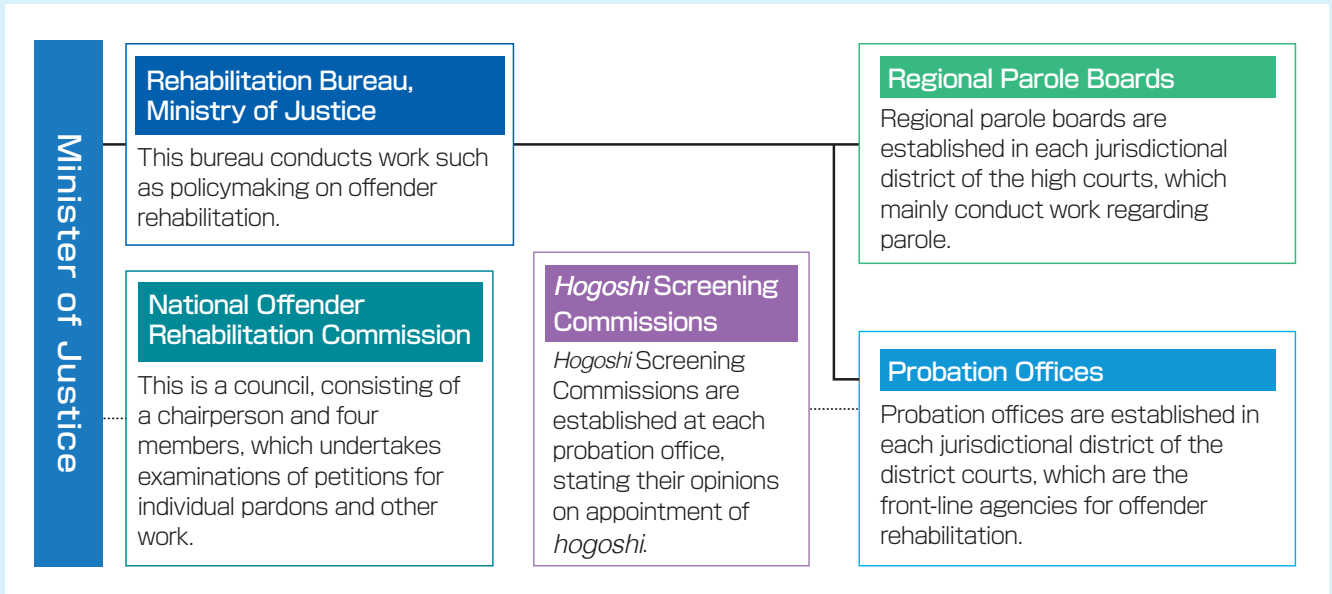 Minister of Justice
Rehabilitation Bureau,
Ministry of Justice
This bureau conducts work such
as policymaking on offender
rehabilitation.
National Offender
Rehabilitation Commission
This is a council, consisting of
a chairperson and four
members, which undertakes
examinations of petitions for
individual pardons and other
work.
Hogoshi Screening
Commissions
Hogoshi Screening
Commissions are
established at each
probation office,
stating their opinions
on appointment of
hogoshi.
Regional Parole Boards
Regional parole boards are
established in each jurisdictional
district of the high courts, which
mainly conduct work regarding
parole.
Probation Offices
Probation offices are established in
each jurisdictional district of the
district courts, which are the
front-line agencies for offender
rehabilitation.